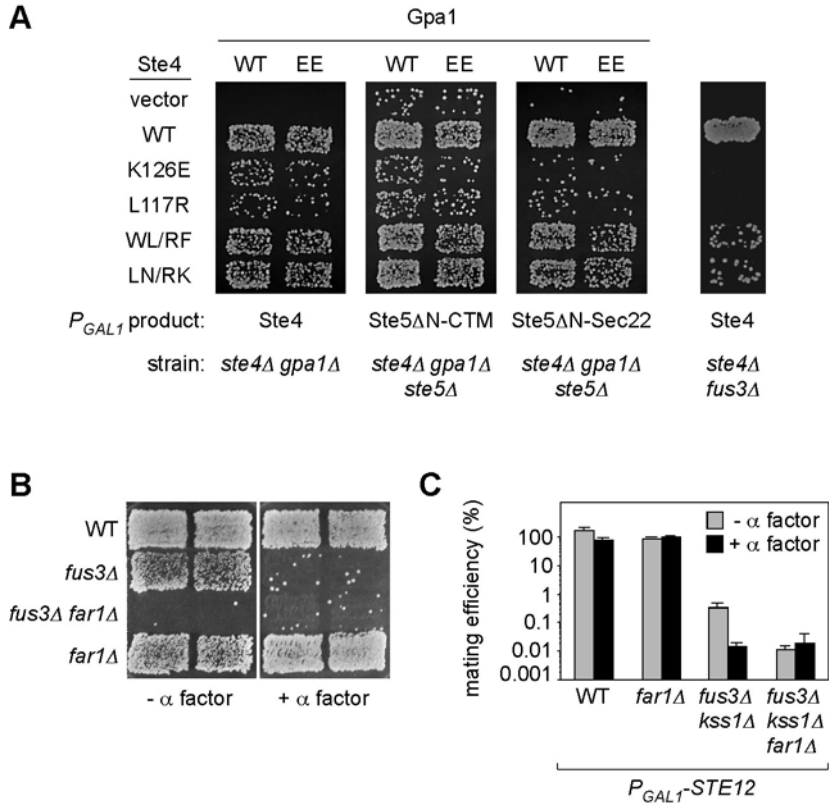 A
Gpa1
Ste4 WT EE WT EE WT EE
vector
WT
K126E
L117R
WL/RF
LN/RK
P_GAL1 product: Ste4 Ste5ΔN-CTM Ste5ΔN-Sec22 Ste4
strain: ste4Δ gpa1Δ ste4Δ gpa1Δ ste4Δ gpa1Δ ste4Δ
ste5Δ ste5Δ fus3Δ
B
WT
fus3Δ
fus3Δ far1Δ
far1Δ
- α factor + α factor
C
- α factor
+ α factor
mating efficiency (%)
100
10
1
0.1
0.01
0.001
WT far1Δ fus3Δ fus3Δ
kss1Δ kss1Δ
far1Δ
P_GAL1-STE12